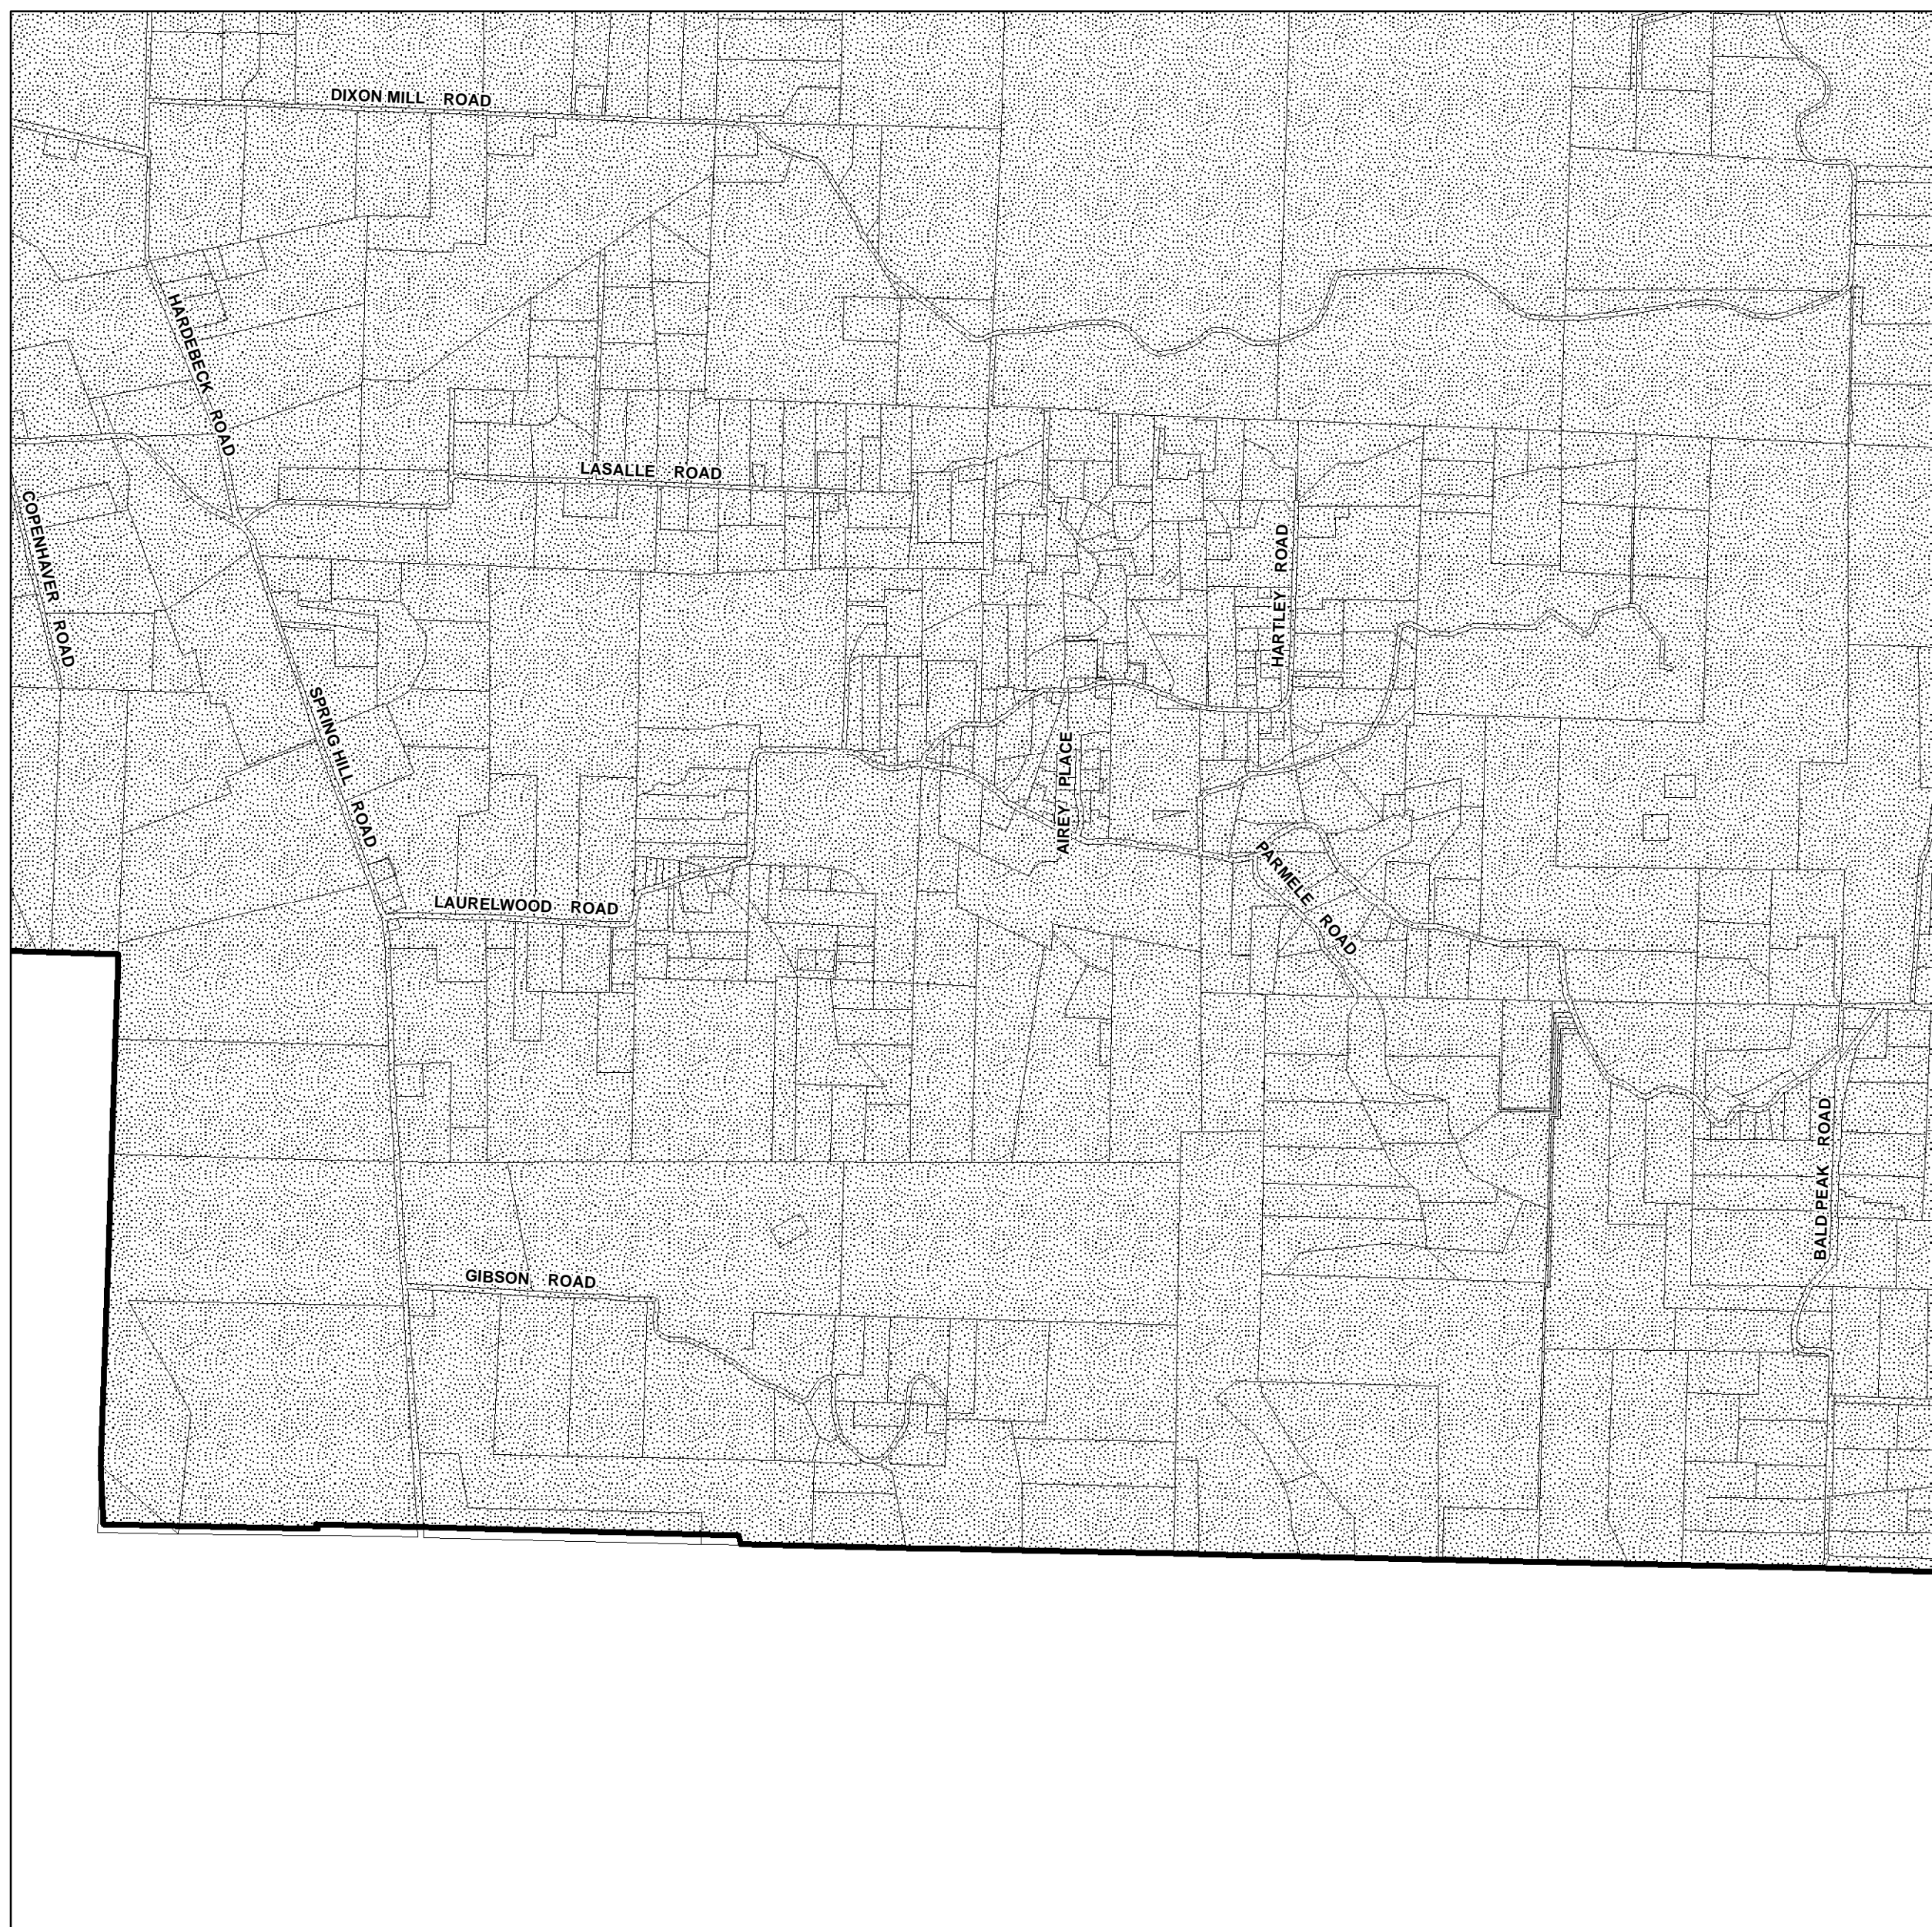 DIXON MILL ROAD
HARDEBECK ROAD
LASALLE ROAD
COPENHAVER ROAD
HARTLEY ROAD
SPRING HILL ROAD
AIREY PLACE
PARMELE ROAD
LAURELWOOD ROAD
BALD PEAK ROAD
GIBSON ROAD